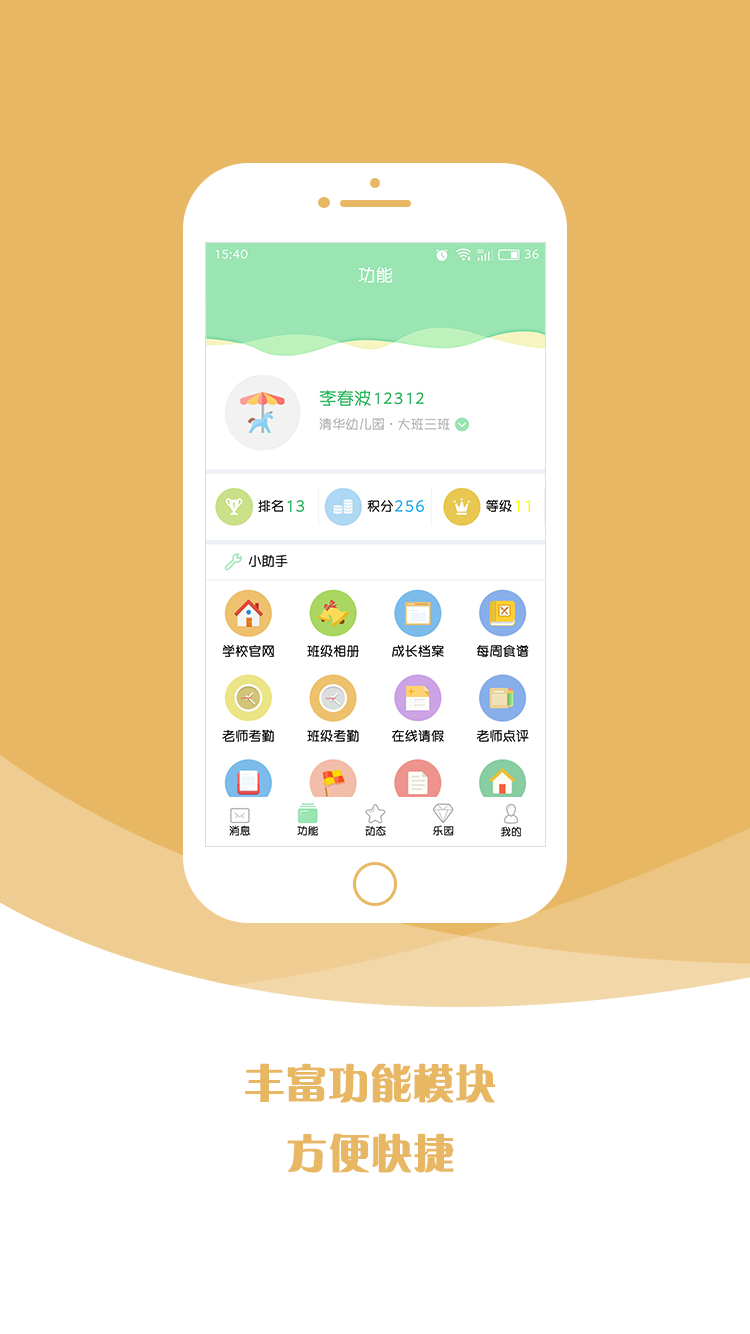 15:40 36
功能
李春波12312
清华幼儿园·大班三班
排名13 积分256 等级11
小助手
学校官网 班级相册 成长档案 每周食谱
老师考勤 班级考勤 在线请假 老师点评
消息 功能 动态 乐园 我的
丰富功能模块
方便快捷